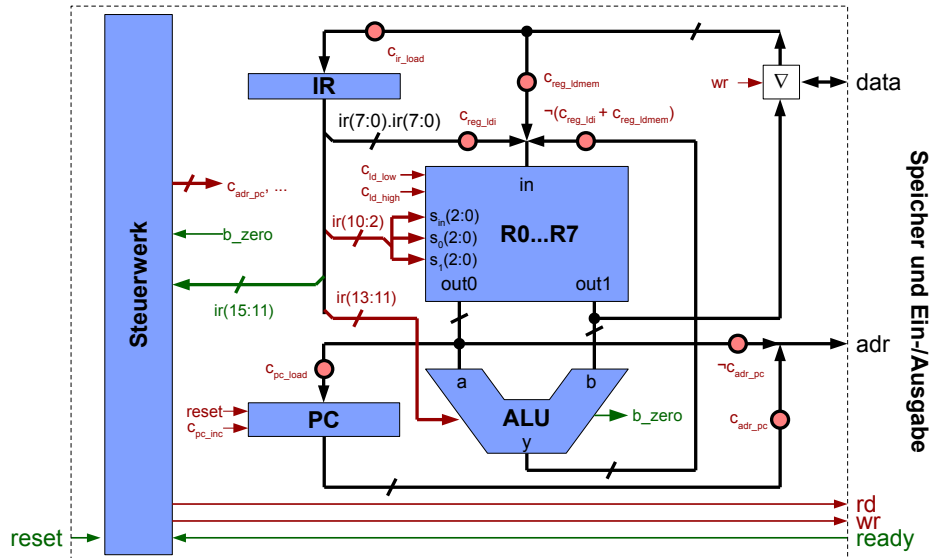 c_ir_load
IR
c_reg_ldmem
wr
∇
data
ir(7:0).ir(7:0)
c_reg_ldi
¬(c_reg_ldi + c_reg_ldmem)
c_ld_low
c_ld_high
in
c_adr_pc, ...
ir(10:2)
s_in(2:0)
s_0(2:0)
s_1(2:0)
R0...R7
b_zero
out0
out1
ir(15:11)
ir(13:11)
Steuerwerk
Speicher und Ein-/Ausgabe
adr
c_pc_load
¬c_adr_pc
a
b
reset
c_pc_inc
PC
ALU
b_zero
c_adr_pc
y
rd
wr
reset
ready